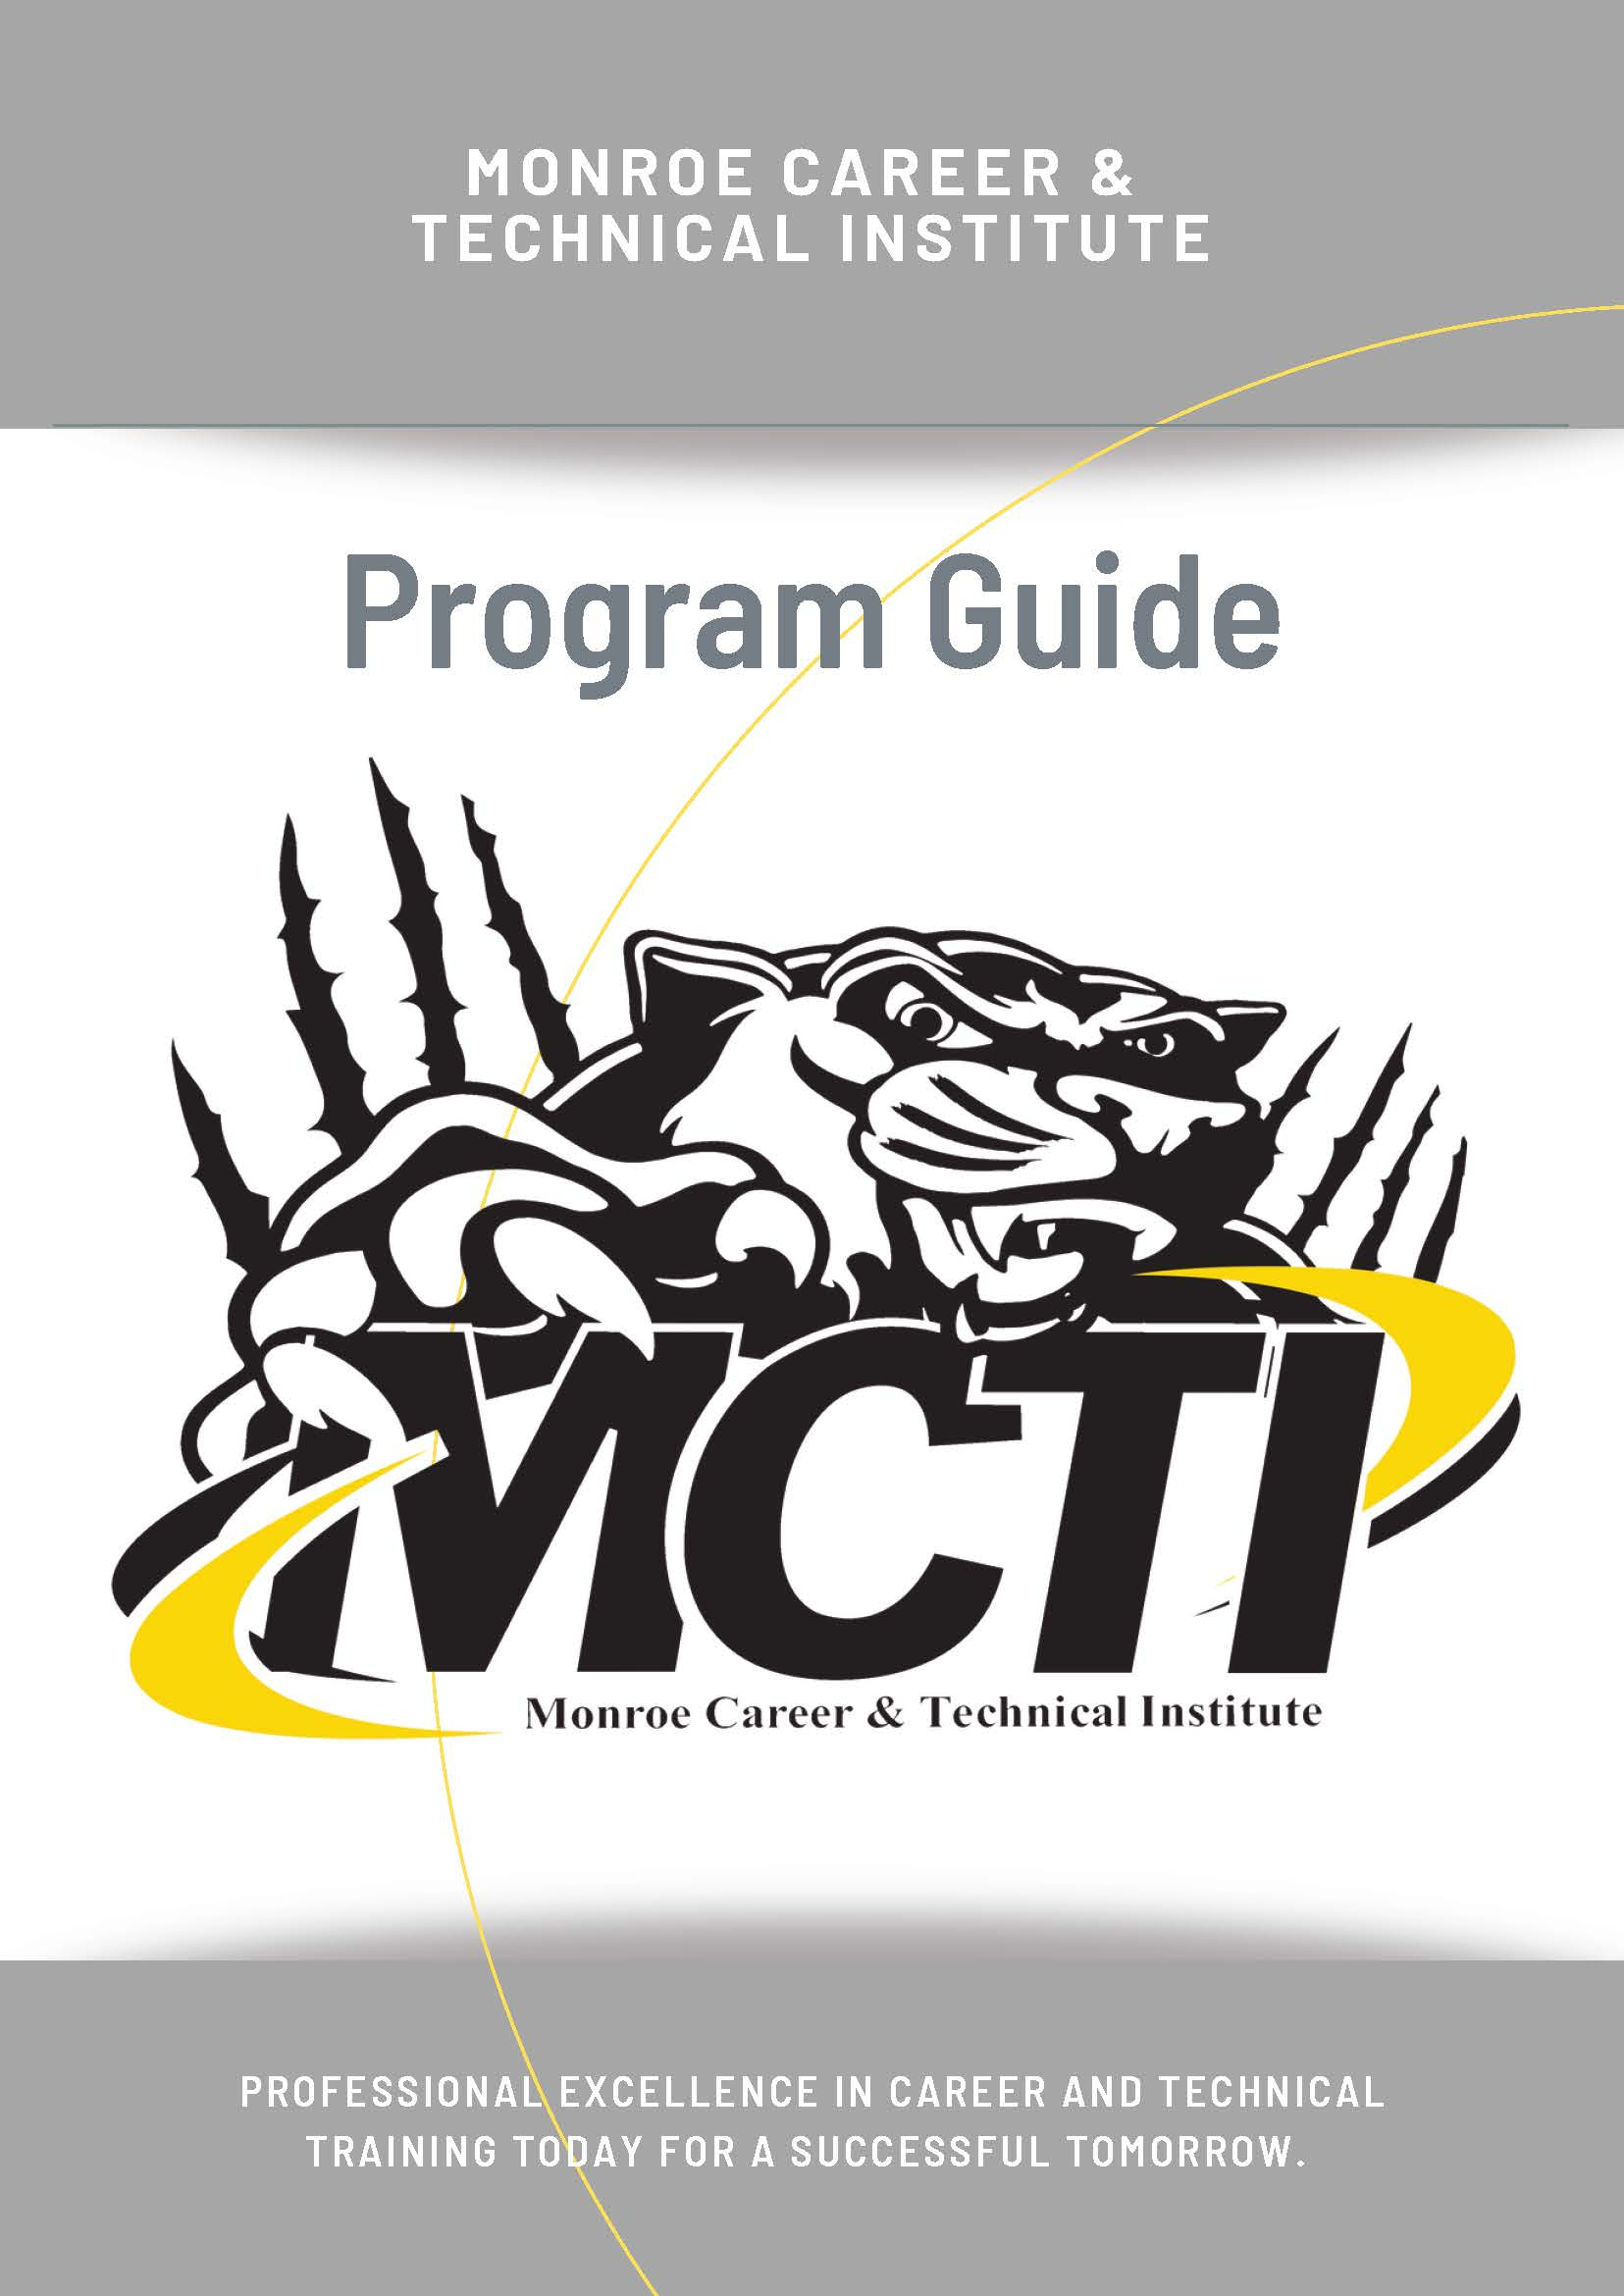 MONROE CAREER &
TECHNICAL INSTITUTE
Program Guide
MCTI
Monroe Career & Technical Institute
PROFESSIONAL EXCELLENCE IN CAREER AND TECHNICAL
TRAINING TODAY FOR A SUCCESSFUL TOMORROW.